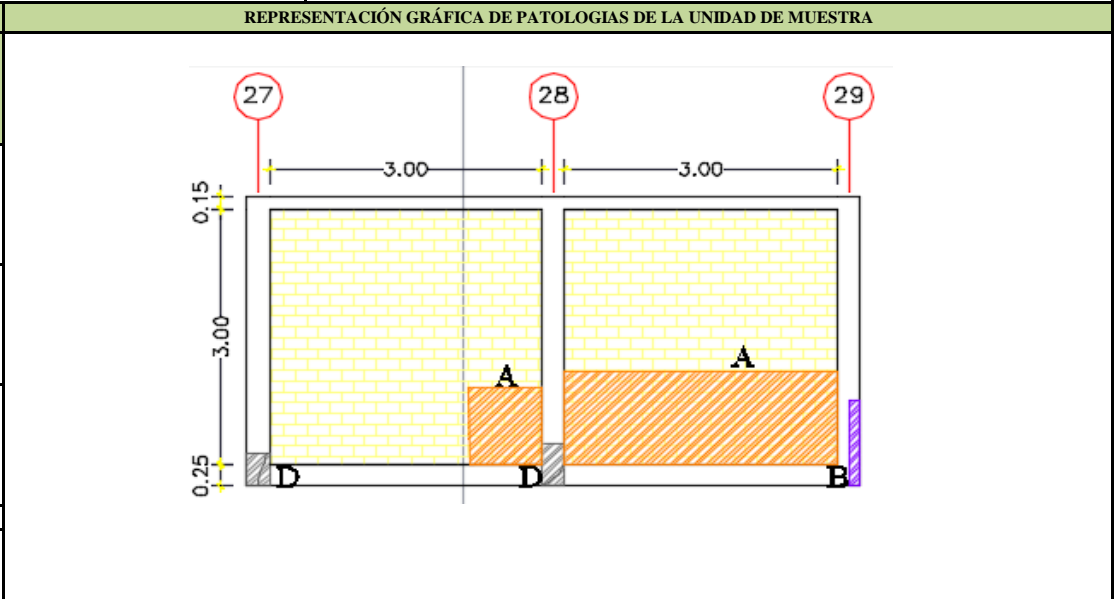 REPRESENTACIÓN GRÁFICA DE PATOLOGIAS DE LA UNIDAD DE MUESTRA
27 28 29
3.00 3.00
0.15
3.00
A A
0.25
D D B